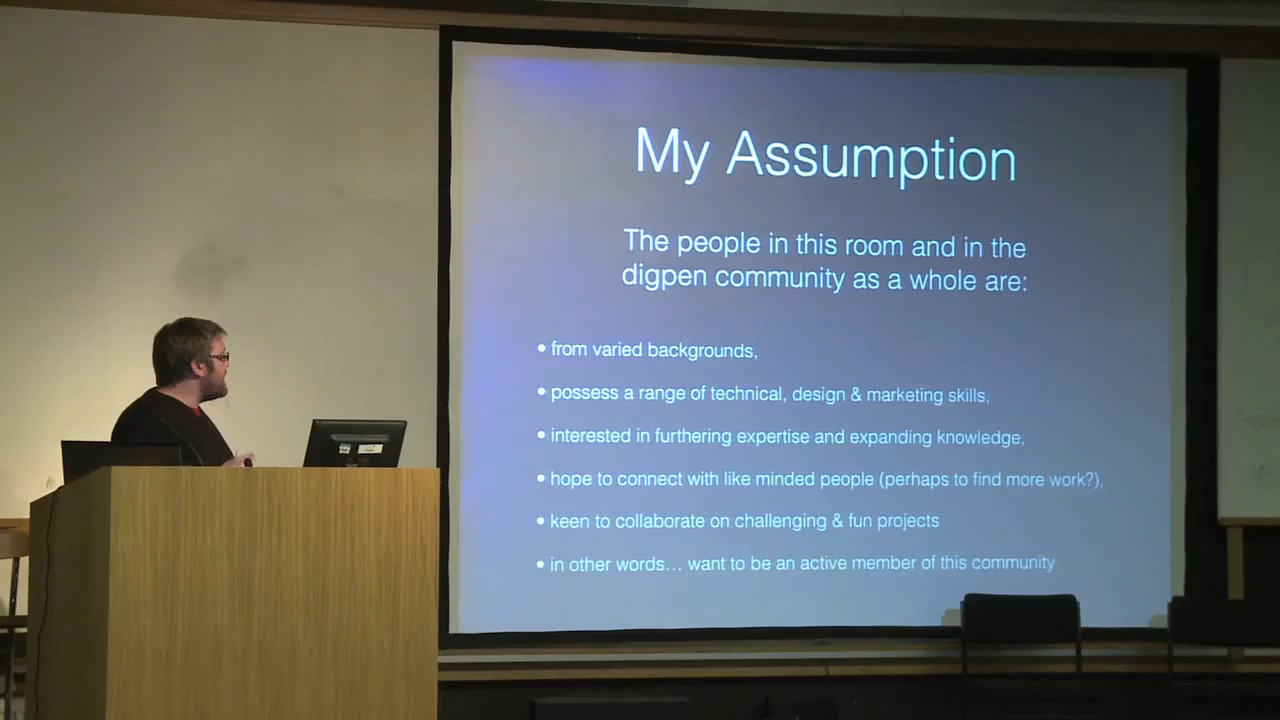 My Assumption
The people in this room and in the
digpen community as a whole are:
• from varied backgrounds,
• possess a range of technical, design & marketing skills,
• interested in furthering expertise and expanding knowledge,
• hope to connect with like minded people (perhaps to find more work?),
• keen to collaborate on challenging & fun projects
• in other words... want to be an active member of this community